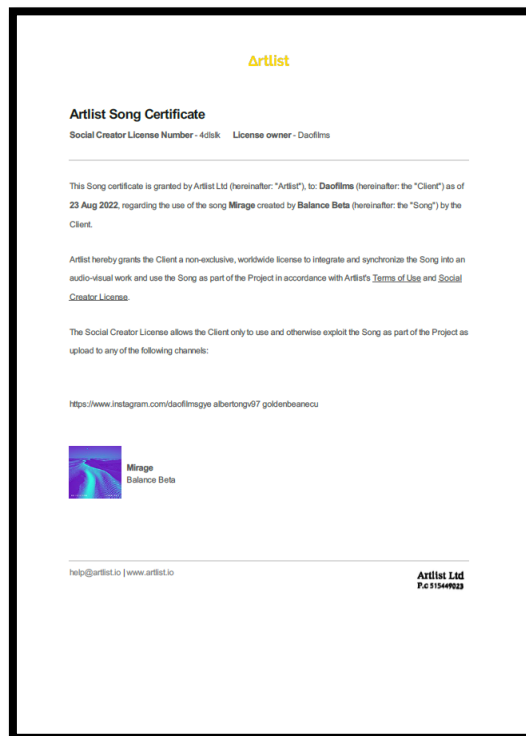 Artlist
Artlist Song Certificate
Social Creator License Number - 4dlslk License owner - Daofilms
This Song certificate is granted by Artlist Ltd (hereinafter: "Artlist"), to: Daofilms (hereinafter: the "Client") as of
23 Aug 2022, regarding the use of the song Mirage created by Balance Beta (hereinafter: the "Song") by the
Client.
Artlist hereby grants the Client a non-exclusive, worldwide license to integrate and synchronize the Song into an
audio-visual work and use the Song as part of the Project in accordance with Artlist's Terms of Use and Social
Creator License.
The Social Creator License allows the Client only to use and otherwise exploit the Song as part of the Project as
upload to any of the following channels:
https://www.instagram.com/daofilmsgye albertongv97 goldenbeanecu
Mirage
Balance Beta
help@artlist.io | www.artlist.io
Artlist Ltd
P.c 515449023